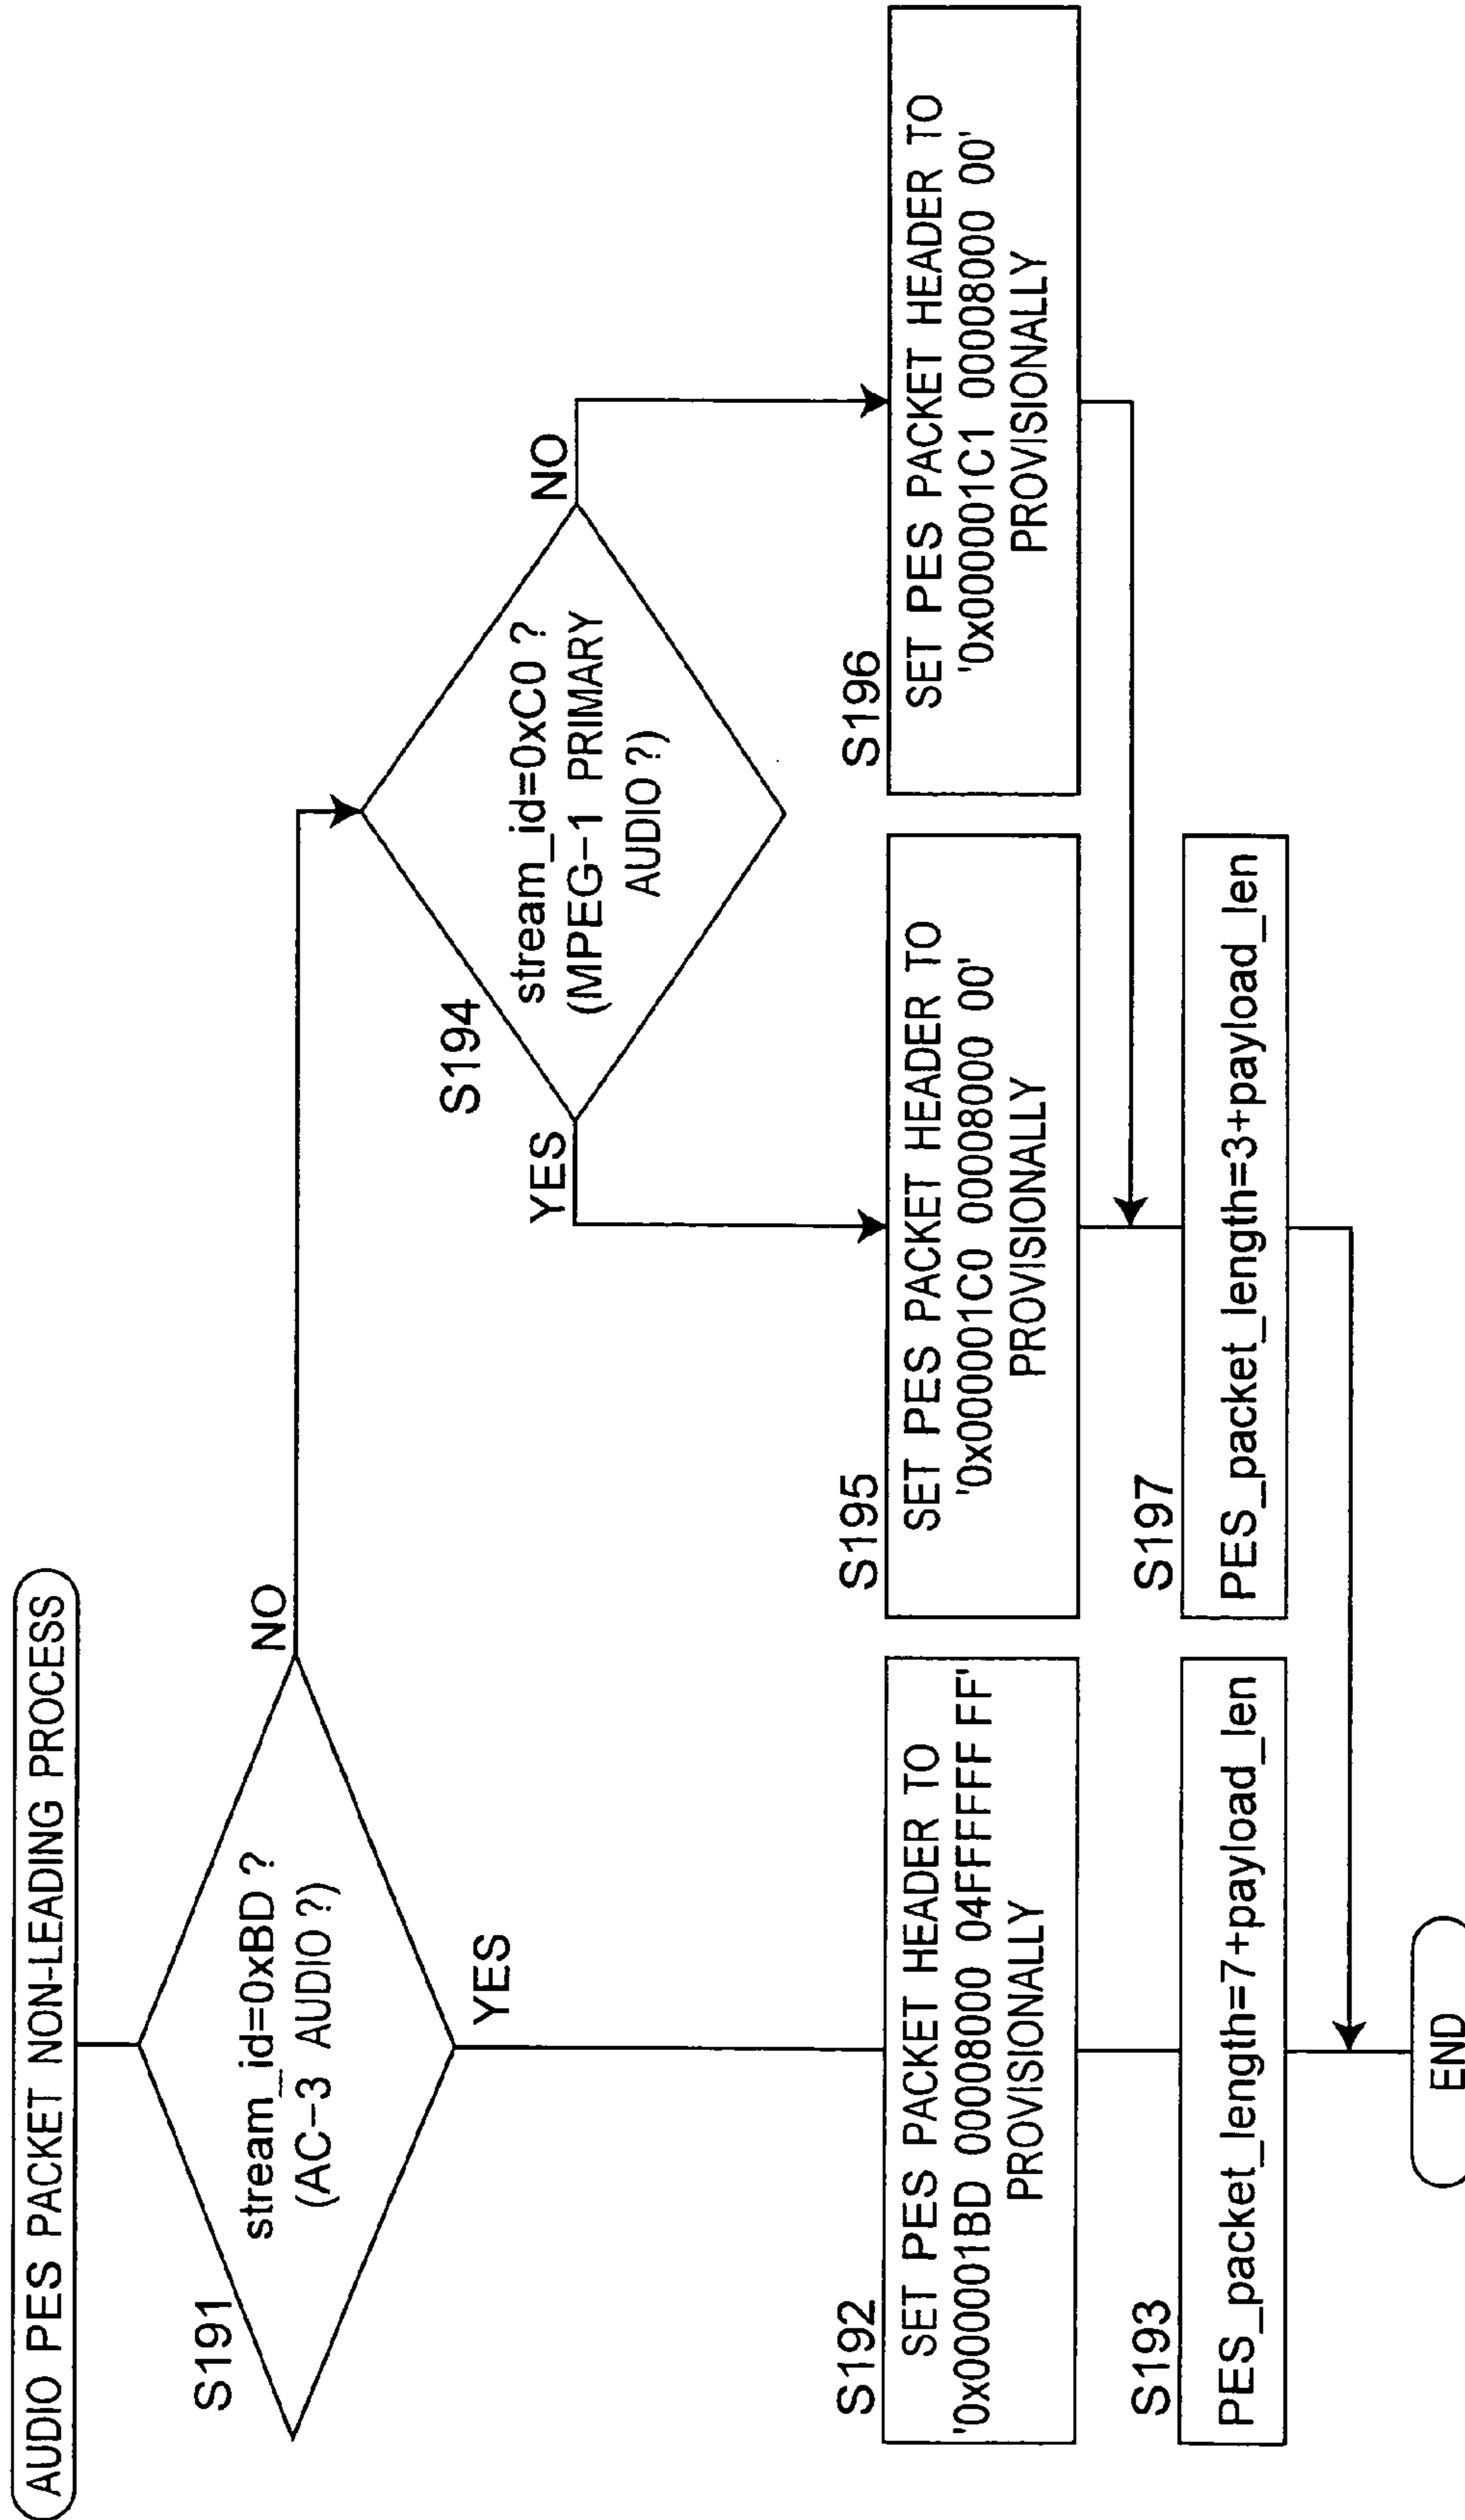 AUDIO PES PACKET NON-LEADING PROCESS
S191
stream_id=0xBD ?
(AC-3 AUDIO?)
NO
YES
S194
stream_id=0xC0 ?
(MPEG-1 PRIMARY
AUDIO?)
YES
NO
S192
SET PES PACKET HEADER TO
'0x000001BD 00008000 04FFFFFF FF'
PROVISIONALLY
S195
SET PES PACKET HEADER TO
'0x000001C0 00008000 00'
PROVISIONALLY
S196
SET PES PACKET HEADER TO
'0x000001C1 00008000 00'
PROVISIONALLY
S193
PES_packet_length=7+payload_len
S197
PES_packet_length=3+payload_len
END